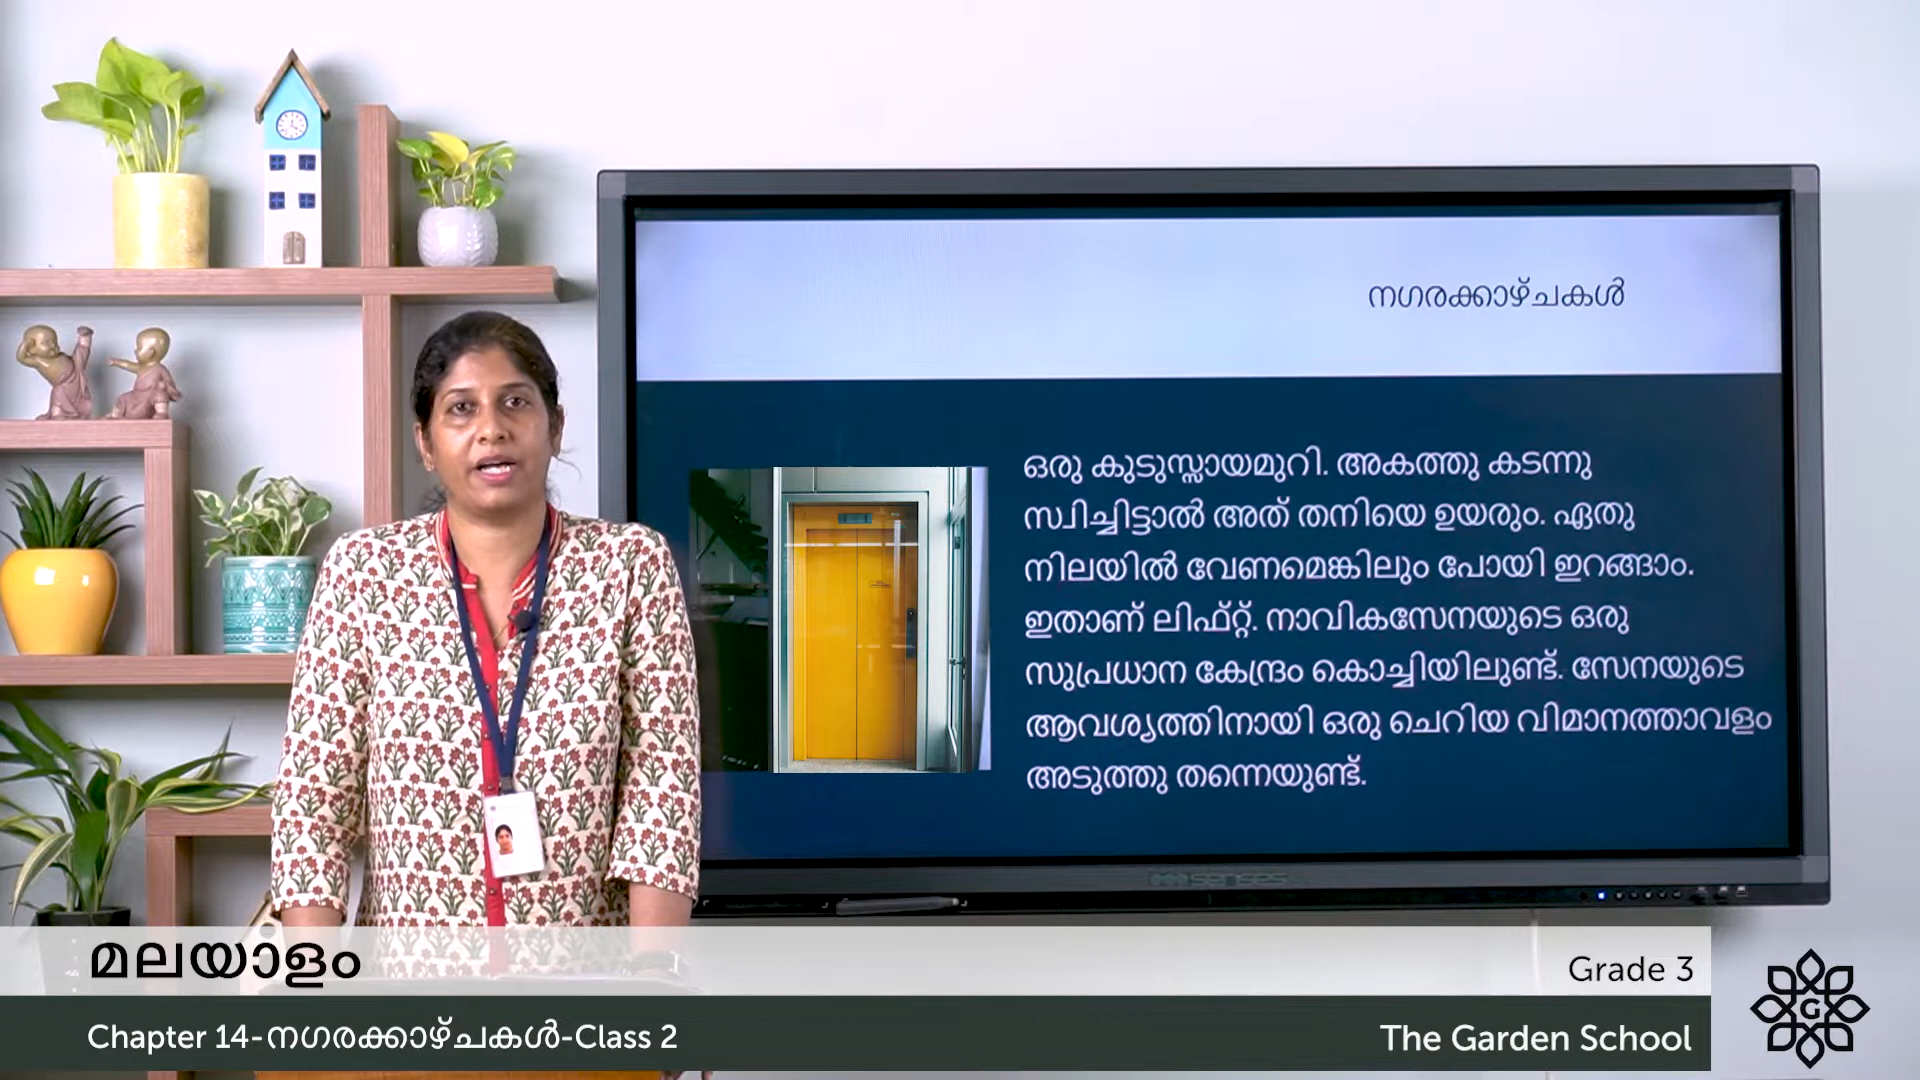 നഗരക്കാഴ്ചകൾ
ഒരു കുടുസ്സായമുറി. അകത്തു കടന്നു
സ്വിച്ചിട്ടാൽ അത് തനിയെ ഉയരും. ഏതു
നിലയിൽ വേണമെങ്കിലും പോയി ഇറങ്ങാം.
ഇതാണ് ലിഫ്റ്റ്. നാവികസേനയുടെ ഒരു
സുപ്രധാന കേന്ദ്രം കൊച്ചിയിലുണ്ട്. സേനയുടെ
ആവശ്യത്തിനായി ഒരു ചെറിയ വിമാനത്താവളം
അടുത്തു തന്നെയുണ്ട്.
senses
മലയാളം
Grade 3
Chapter 14-നഗരക്കാഴ്ചകൾ-Class 2
The Garden School
G